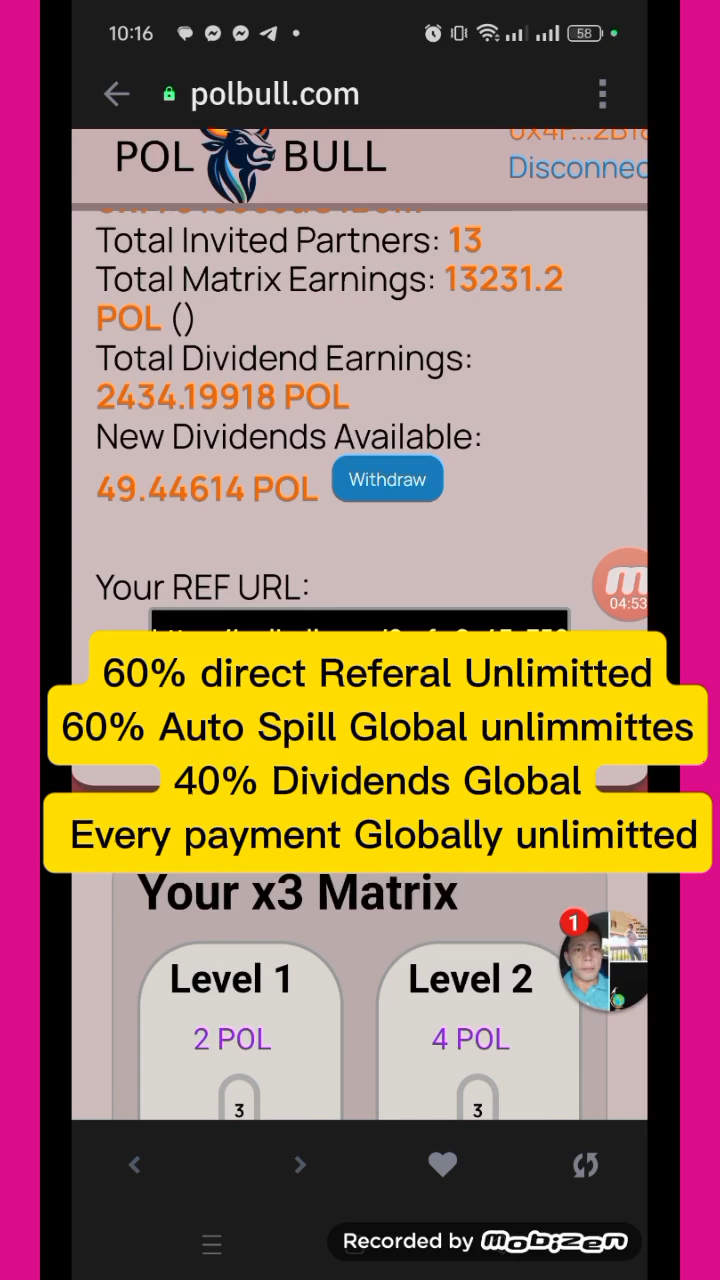 10:16
58
polbull.com
POL BULL
Disconnec
Total Invited Partners: 13
Total Matrix Earnings: 13231.2
POL ()
Total Dividend Earnings:
2434.19918 POL
New Dividends Available:
49.44614 POL Withdraw
Your REF URL:
04:53
60% direct Referal Unlimitted
60% Auto Spill Global unlimmittes
40% Dividends Global
Every payment Globally unlimitted
Your x3 Matrix
1
Level 1 Level 2
2 POL 4 POL
3 3
Recorded by mobizen